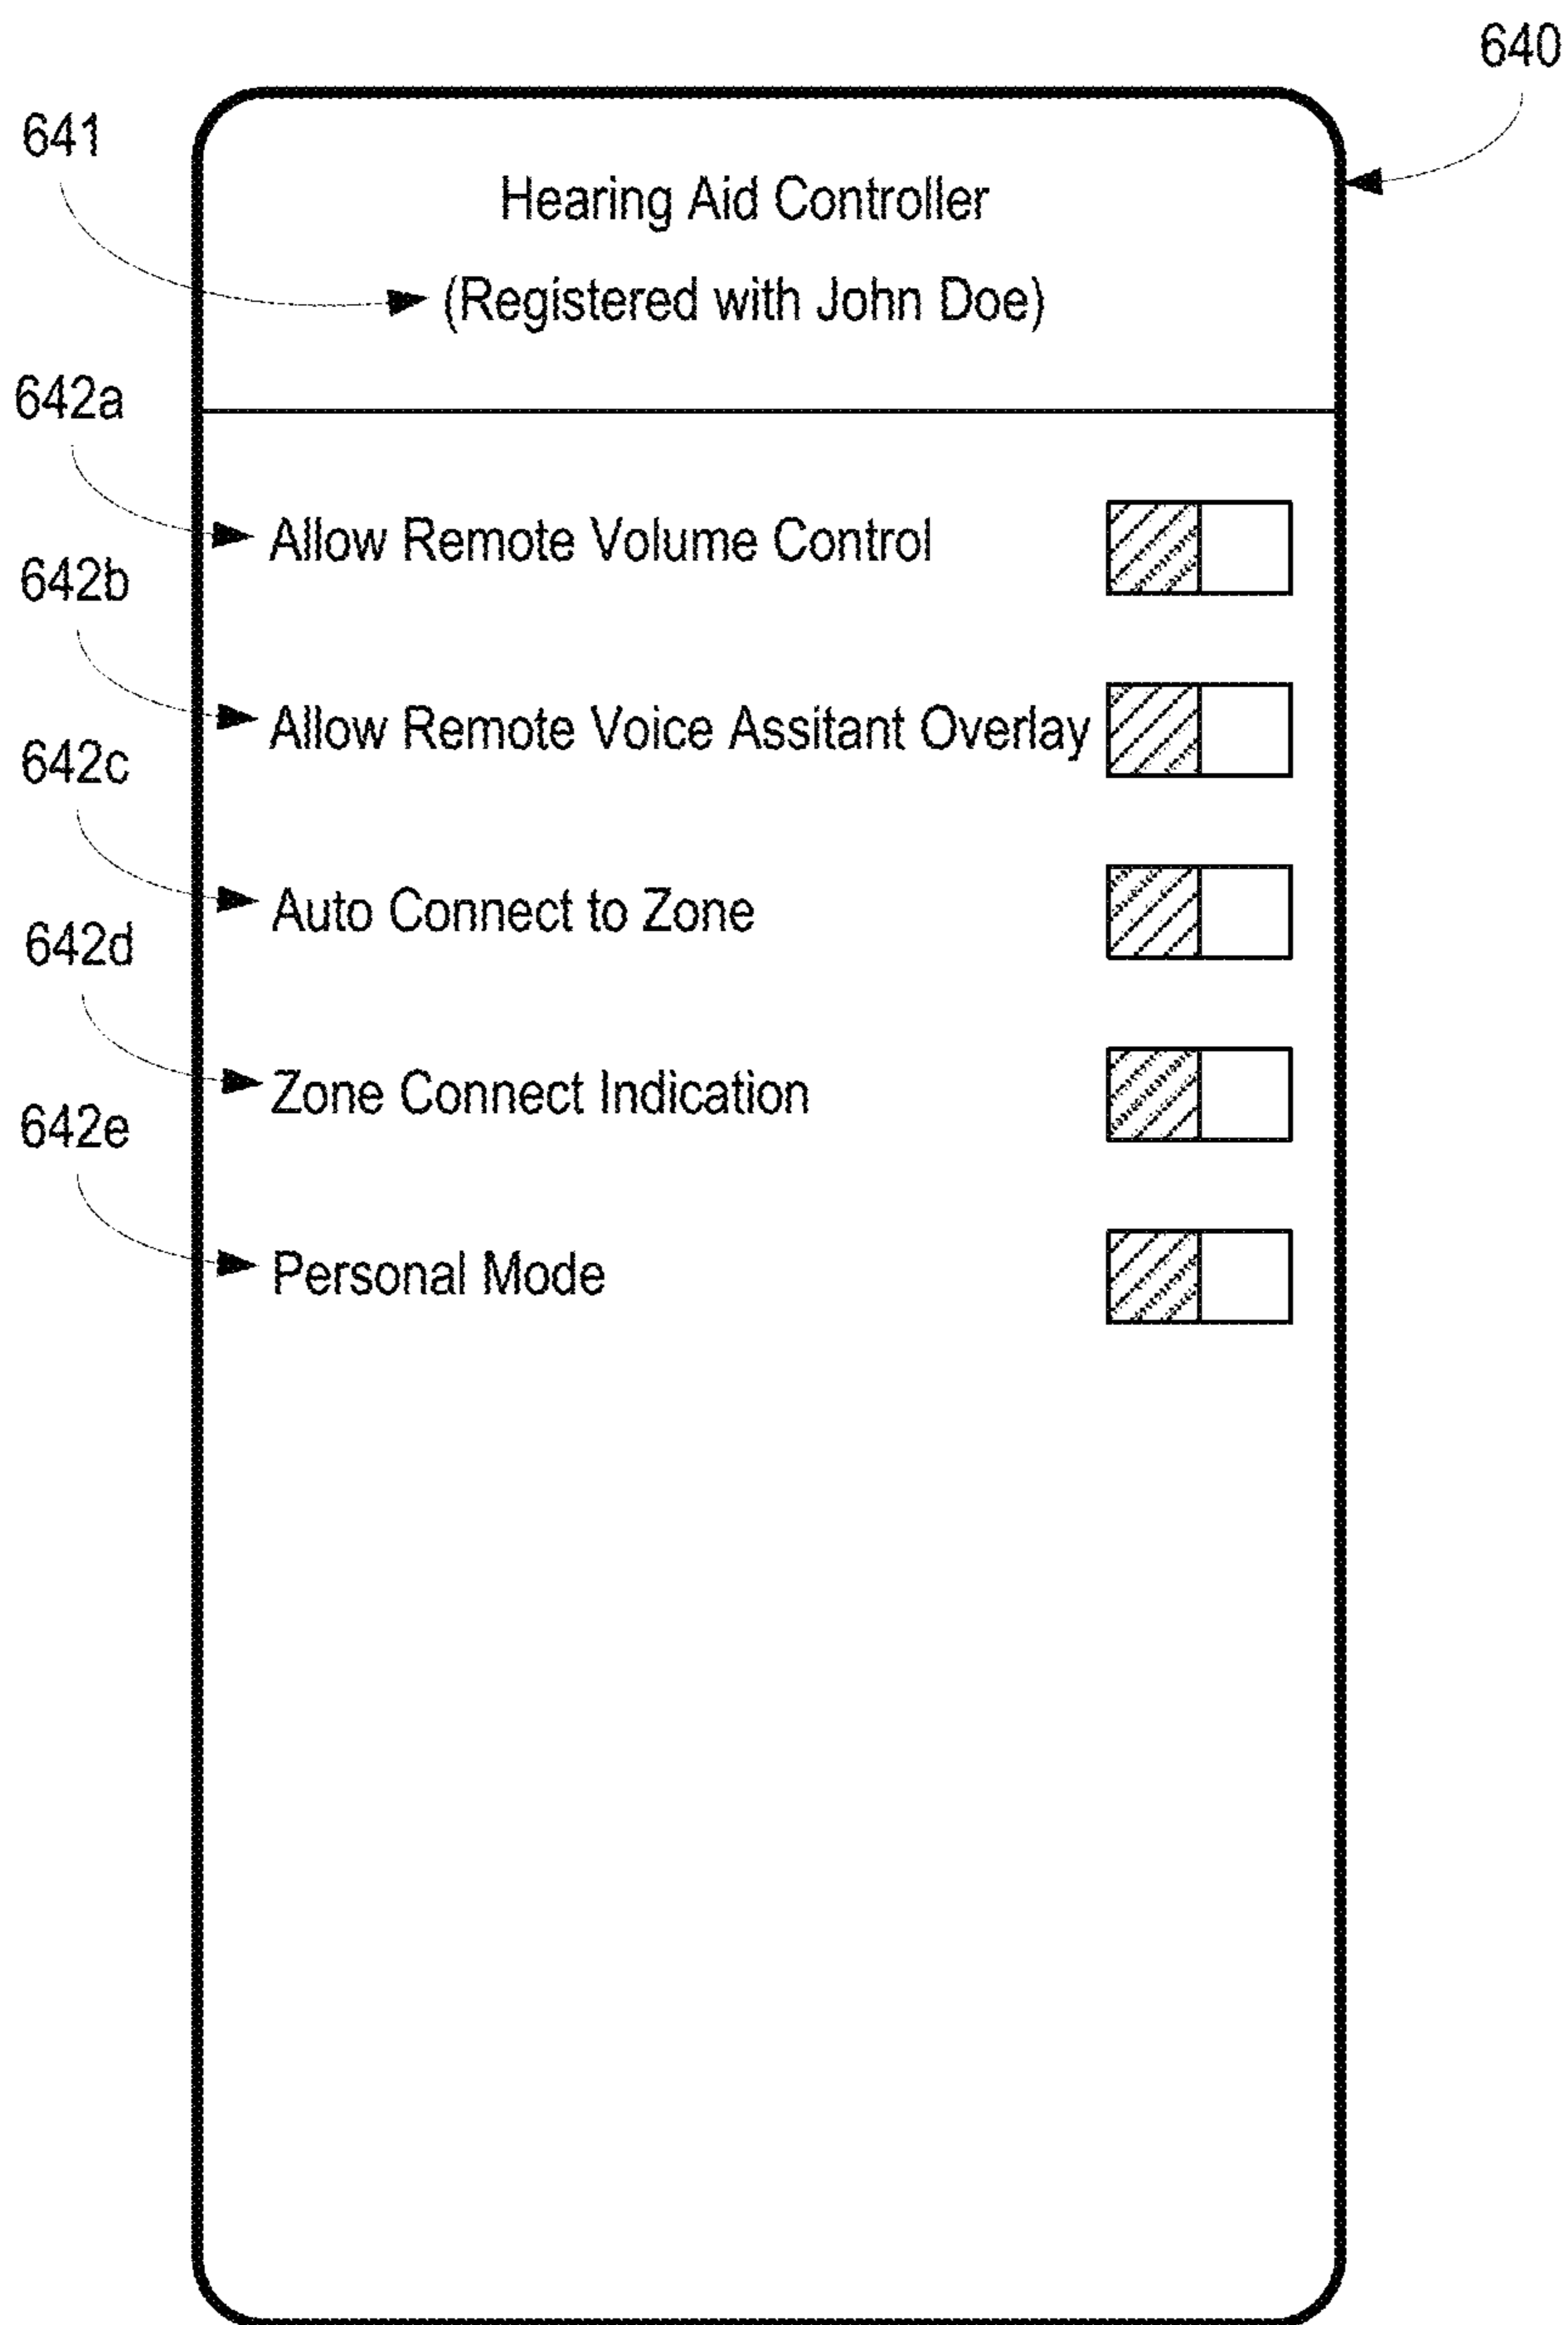 640
641
Hearing Aid Controller
(Registered with John Doe)
642a
Allow Remote Volume Control
642b
Allow Remote Voice Assitant Overlay
642c
Auto Connect to Zone
642d
Zone Connect Indication
642e
Personal Mode